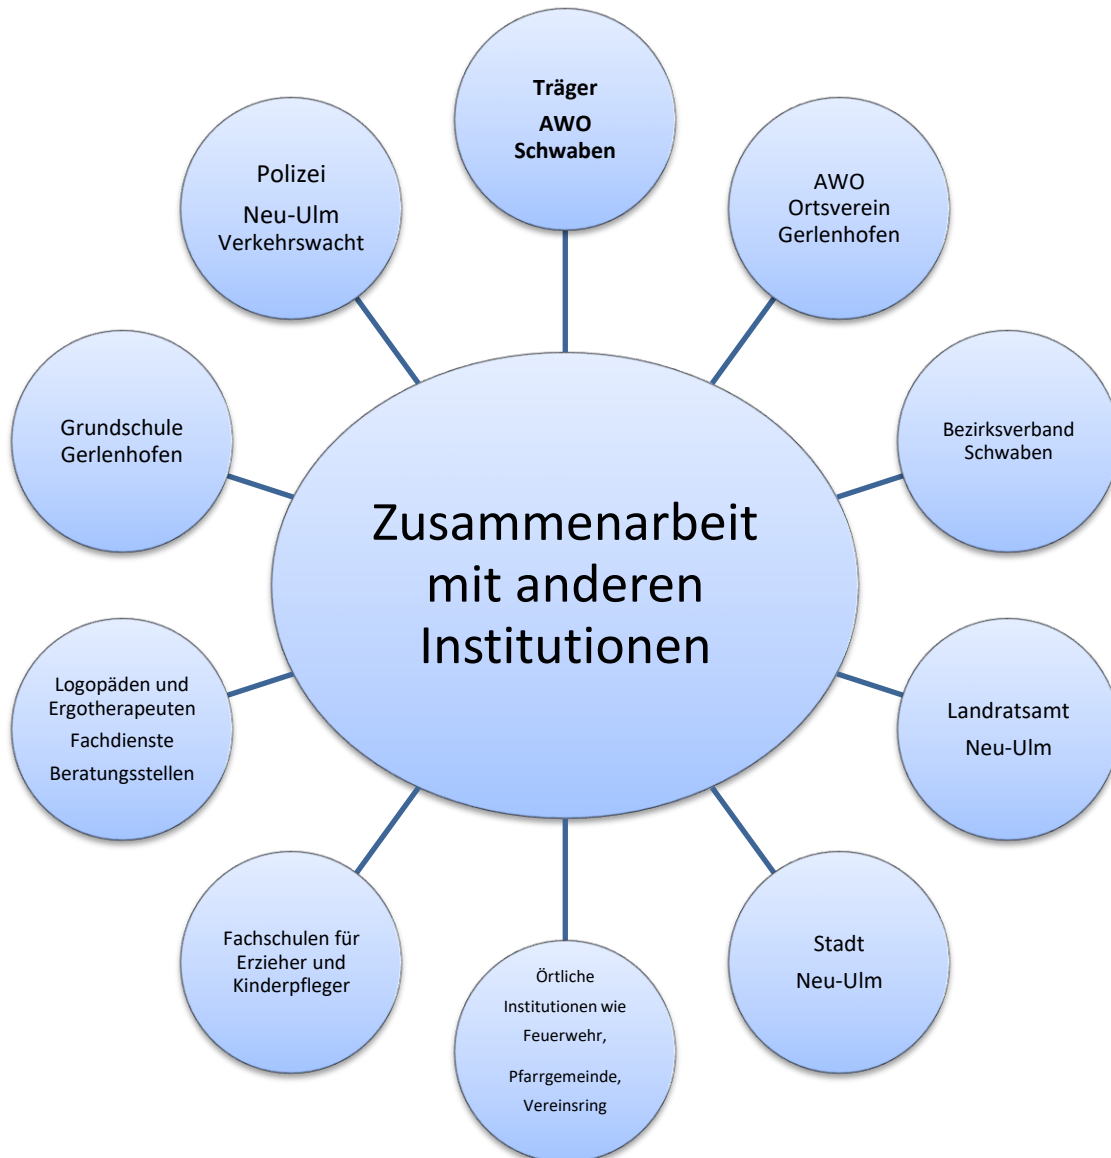 Träger
AWO
Schwaben
AWO
Ortsverein
Gerlenhofen
Bezirksverband
Schwaben
Landratsamt
Neu-Ulm
Stadt
Neu-Ulm
Örtliche
Institutionen wie
Feuerwehr,
Pfarrgemeinde,
Vereinsring
Fachschulen für
Erzieher und
Kinderpfleger
Logopäden und
Ergotherapeuten
Fachdienste
Beratungsstellen
Grundschule
Gerlenhofen
Polizei
Neu-Ulm
Verkehrswacht
Zusammenarbeit
mit anderen
Institutionen